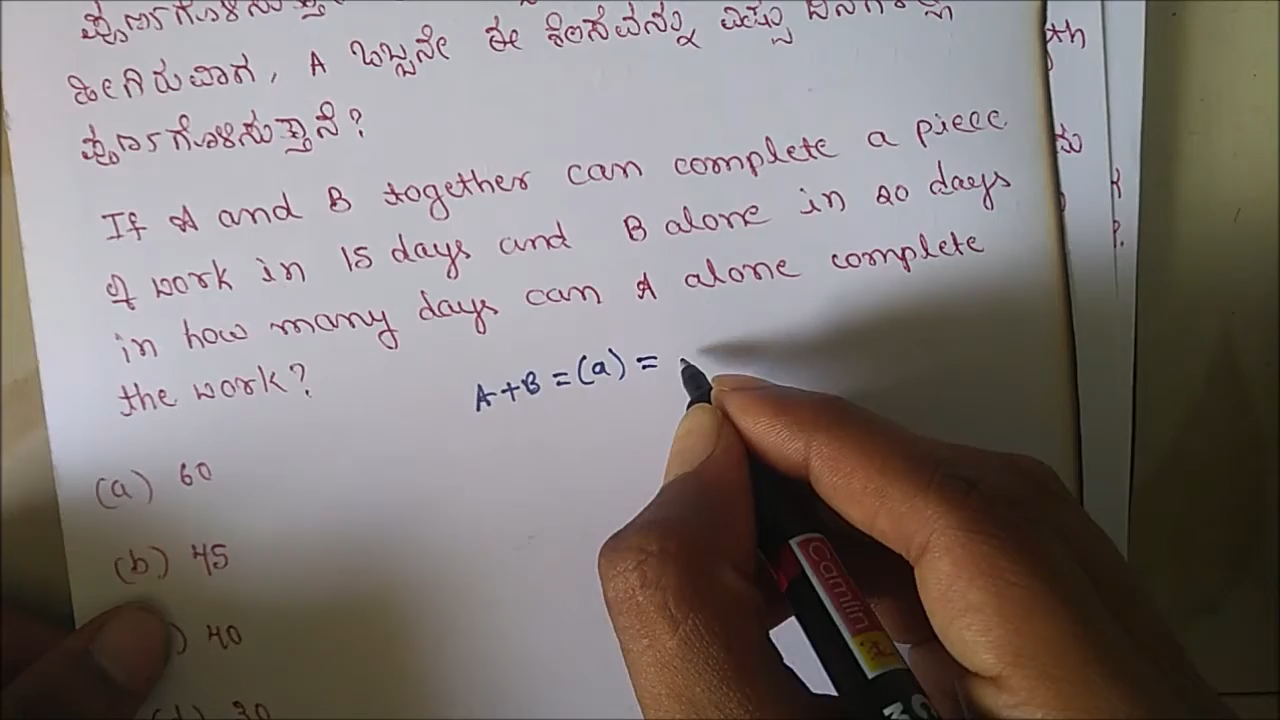 ಪೂರ್ಣಗೊಳಿಸುತ್ತಾ
ಹೀಗಿರುವಾಗ, A ಒಬ್ಬನೇ ಈ ಕೆಲಸವನ್ನು ಎಷ್ಟು
ಪೂರ್ಣಗೊಳಿಸುತ್ತಾನೆ?
If A and B together can complete a piece
of work in 15 days and B alone in 20 days
in how many days can A alone complete
the work?
A+B = (a) =
(a) 60
(b) 45
) 40
(d) 30
Camlin